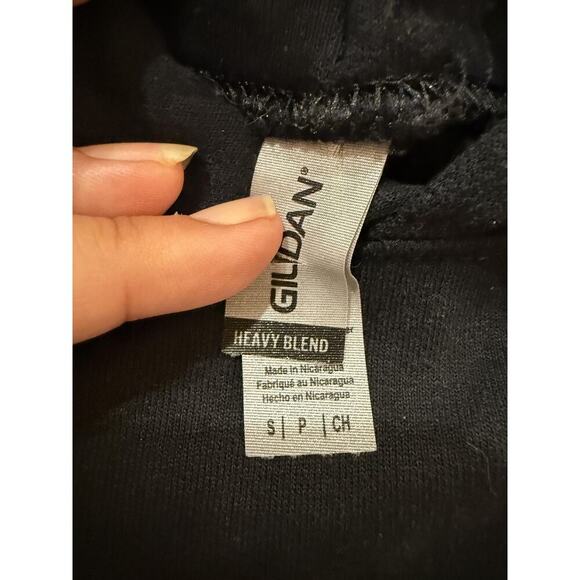 GILDAN®
HEAVY BLEND
Made in Nicaragua
Fabriqué au Nicaragua
Hecho en Nicaragua
S | P | CH